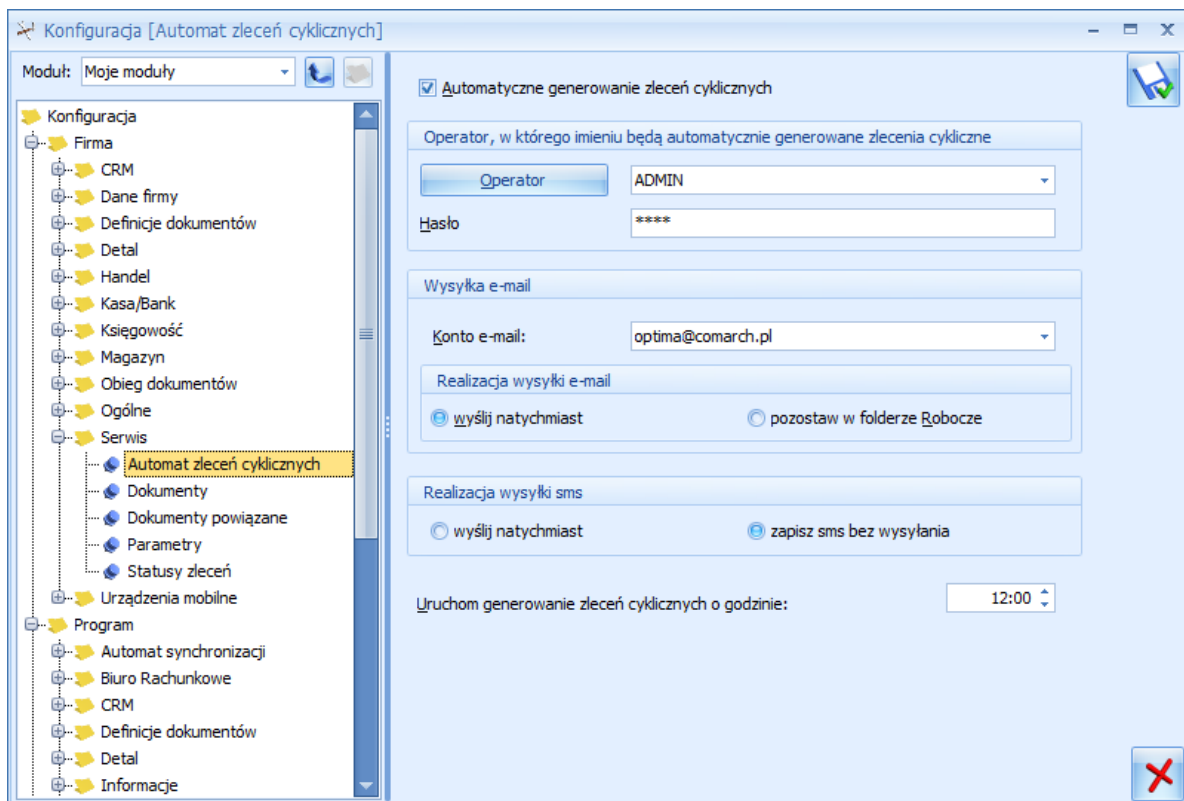 Konfiguracja [Automat zleceń cyklicznych]
Moduł: Moje moduły
Konfiguracja
Firma
CRM
Dane firmy
Definicje dokumentów
Detal
Handel
Kasa/Bank
Księgowość
Magazyn
Obieg dokumentów
Ogólne
Serwis
Automat zleceń cyklicznych
Dokumenty
Dokumenty powiązane
Parametry
Statusy zleceń
Urządzenia mobilne
Program
Automat synchronizacji
Biuro Rachunkowe
CRM
Definicje dokumentów
Detal
Informacje
Automatyczne generowanie zleceń cyklicznych
Operator, w którego imieniu będą automatycznie generowane zlecenia cykliczne
Operator ADMIN
Hasło ****
Wysyłka e-mail
Konto e-mail: optima@comarch.pl
Realizacja wysyłki e-mail
wyślij natychmiast pozostaw w folderze Robocze
Realizacja wysyłki sms
wyślij natychmiast zapisz sms bez wysyłania
Uruchom generowanie zleceń cyklicznych o godzinie: 12:00